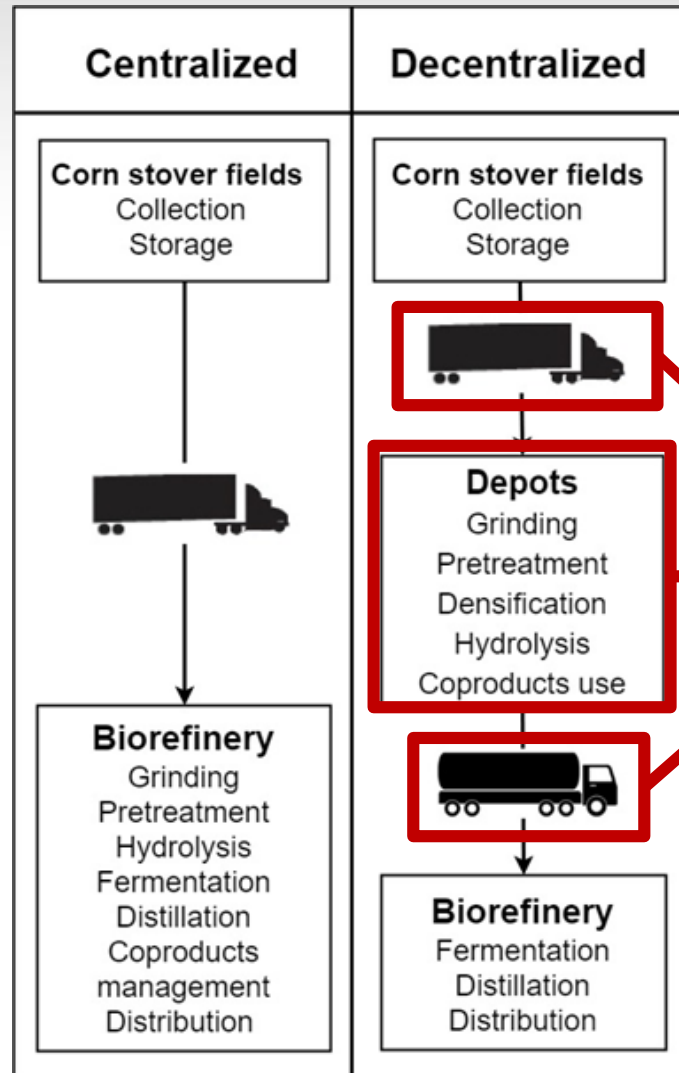 Centralized
Decentralized
Corn stover fields
Collection
Storage
Biorefinery
Grinding
Pretreatment
Hydrolysis
Fermentation
Distillation
Coproducts
management
Distribution
Corn stover fields
Collection
Storage
Depots
Grinding
Pretreatment
Densification
Hydrolysis
Coproducts use
Biorefinery
Fermentation
Distillation
Distribution